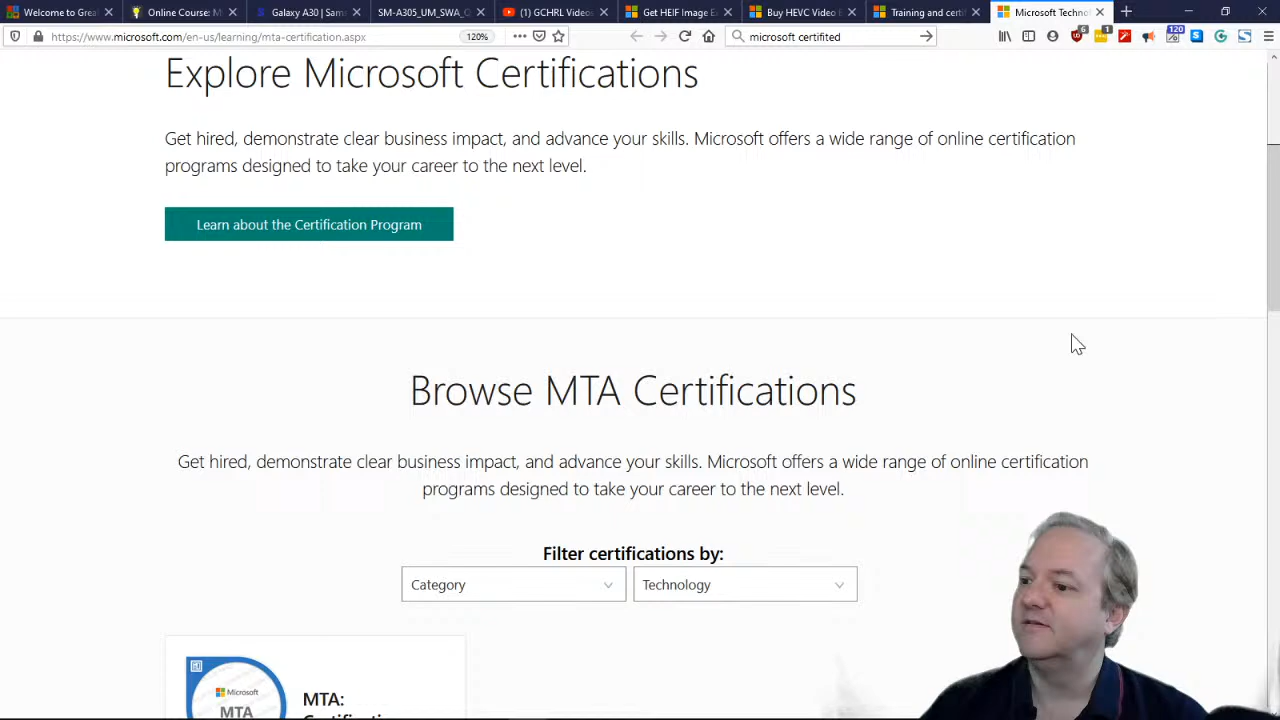 Welcome to Grea
Online Course: M
Galaxy A30 | Sam
SM-A305_UM_SWA_
(1) GCHRL Videos
Get HEIF Image E
Buy HEVC Video E
Training and certif
Microsoft Techno
https://www.microsoft.com/en-us/learning/mta-certification.aspx
120%
microsoft certifited
6
1
120
Explore Microsoft Certifications
Get hired, demonstrate clear business impact, and advance your skills. Microsoft offers a wide range of online certification
programs designed to take your career to the next level.
Learn about the Certification Program
Browse MTA Certifications
Get hired, demonstrate clear business impact, and advance your skills. Microsoft offers a wide range of online certification
programs designed to take your career to the next level.
Filter certifications by:
Category
Technology
Microsoft
MTA
MTA: